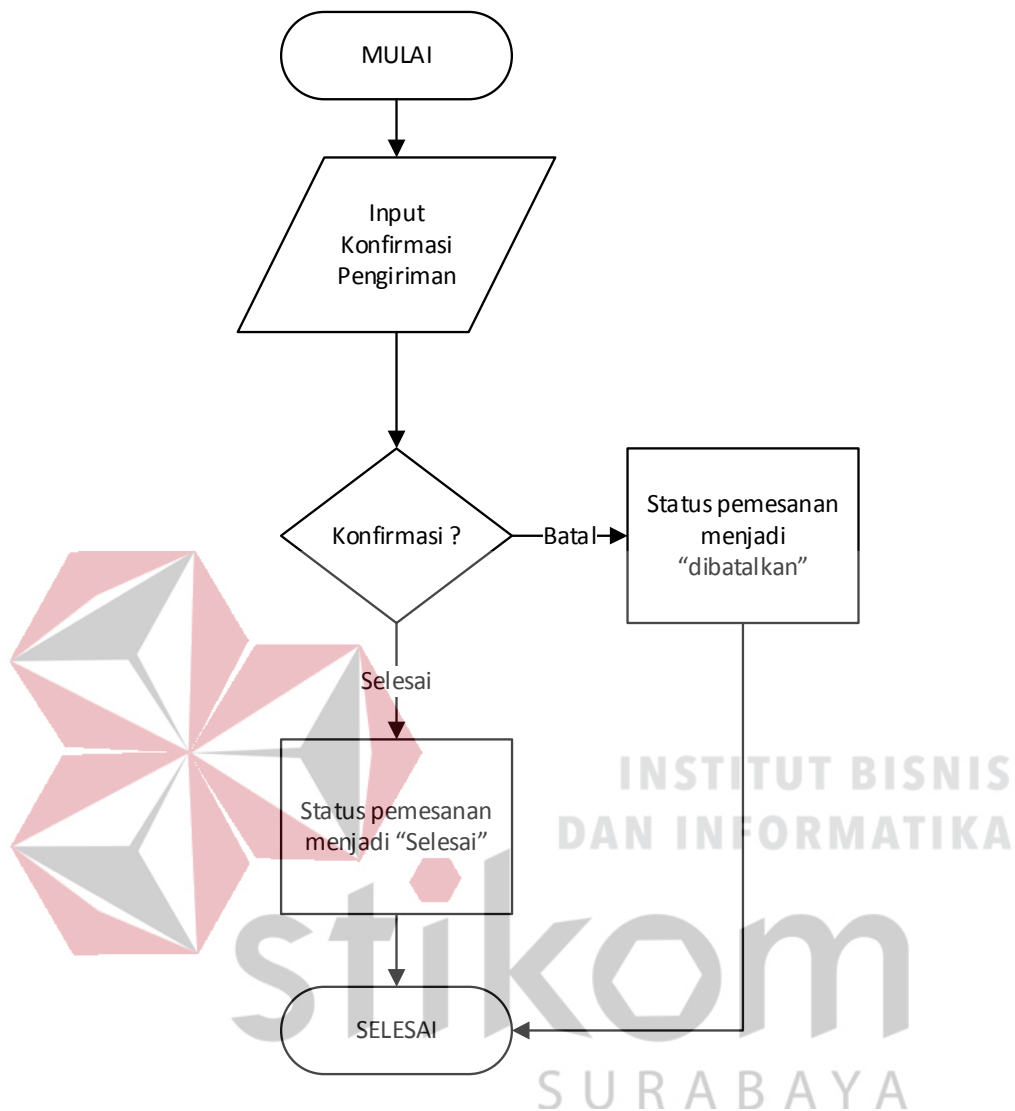 MULAI
Input
Konfirmasi
Pengiriman
Konfirmasi ?
Batal
Status pemesanan
menjadi
“dibatalkan”
Selesai
Status pemesanan
menjadi “Selesai”
SELESAI
INSTITUT BISNIS
DAN INFORMATIKA
stikom
SURABAYA